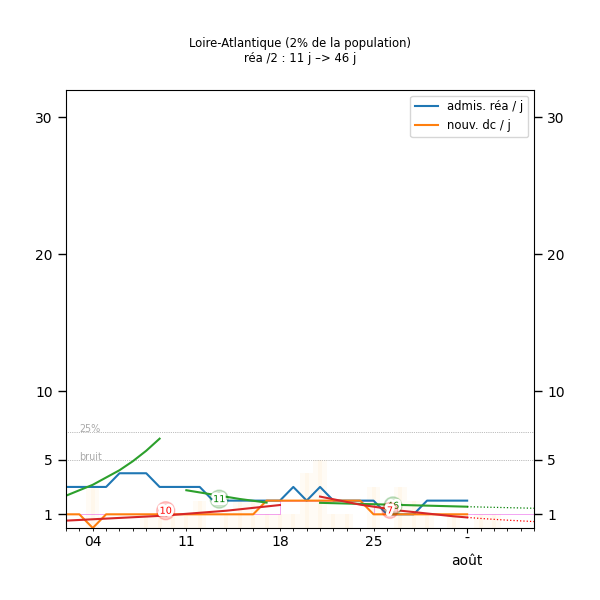 Loire-Atlantique (2% de la population)
réa /2 : 11 j –> 46 j
admis. réa / j
nouv. dc / j
30 30
20 20
10 10
25%
5 5
bruit
11
10
7
1 1
04 11 18 25 -
août